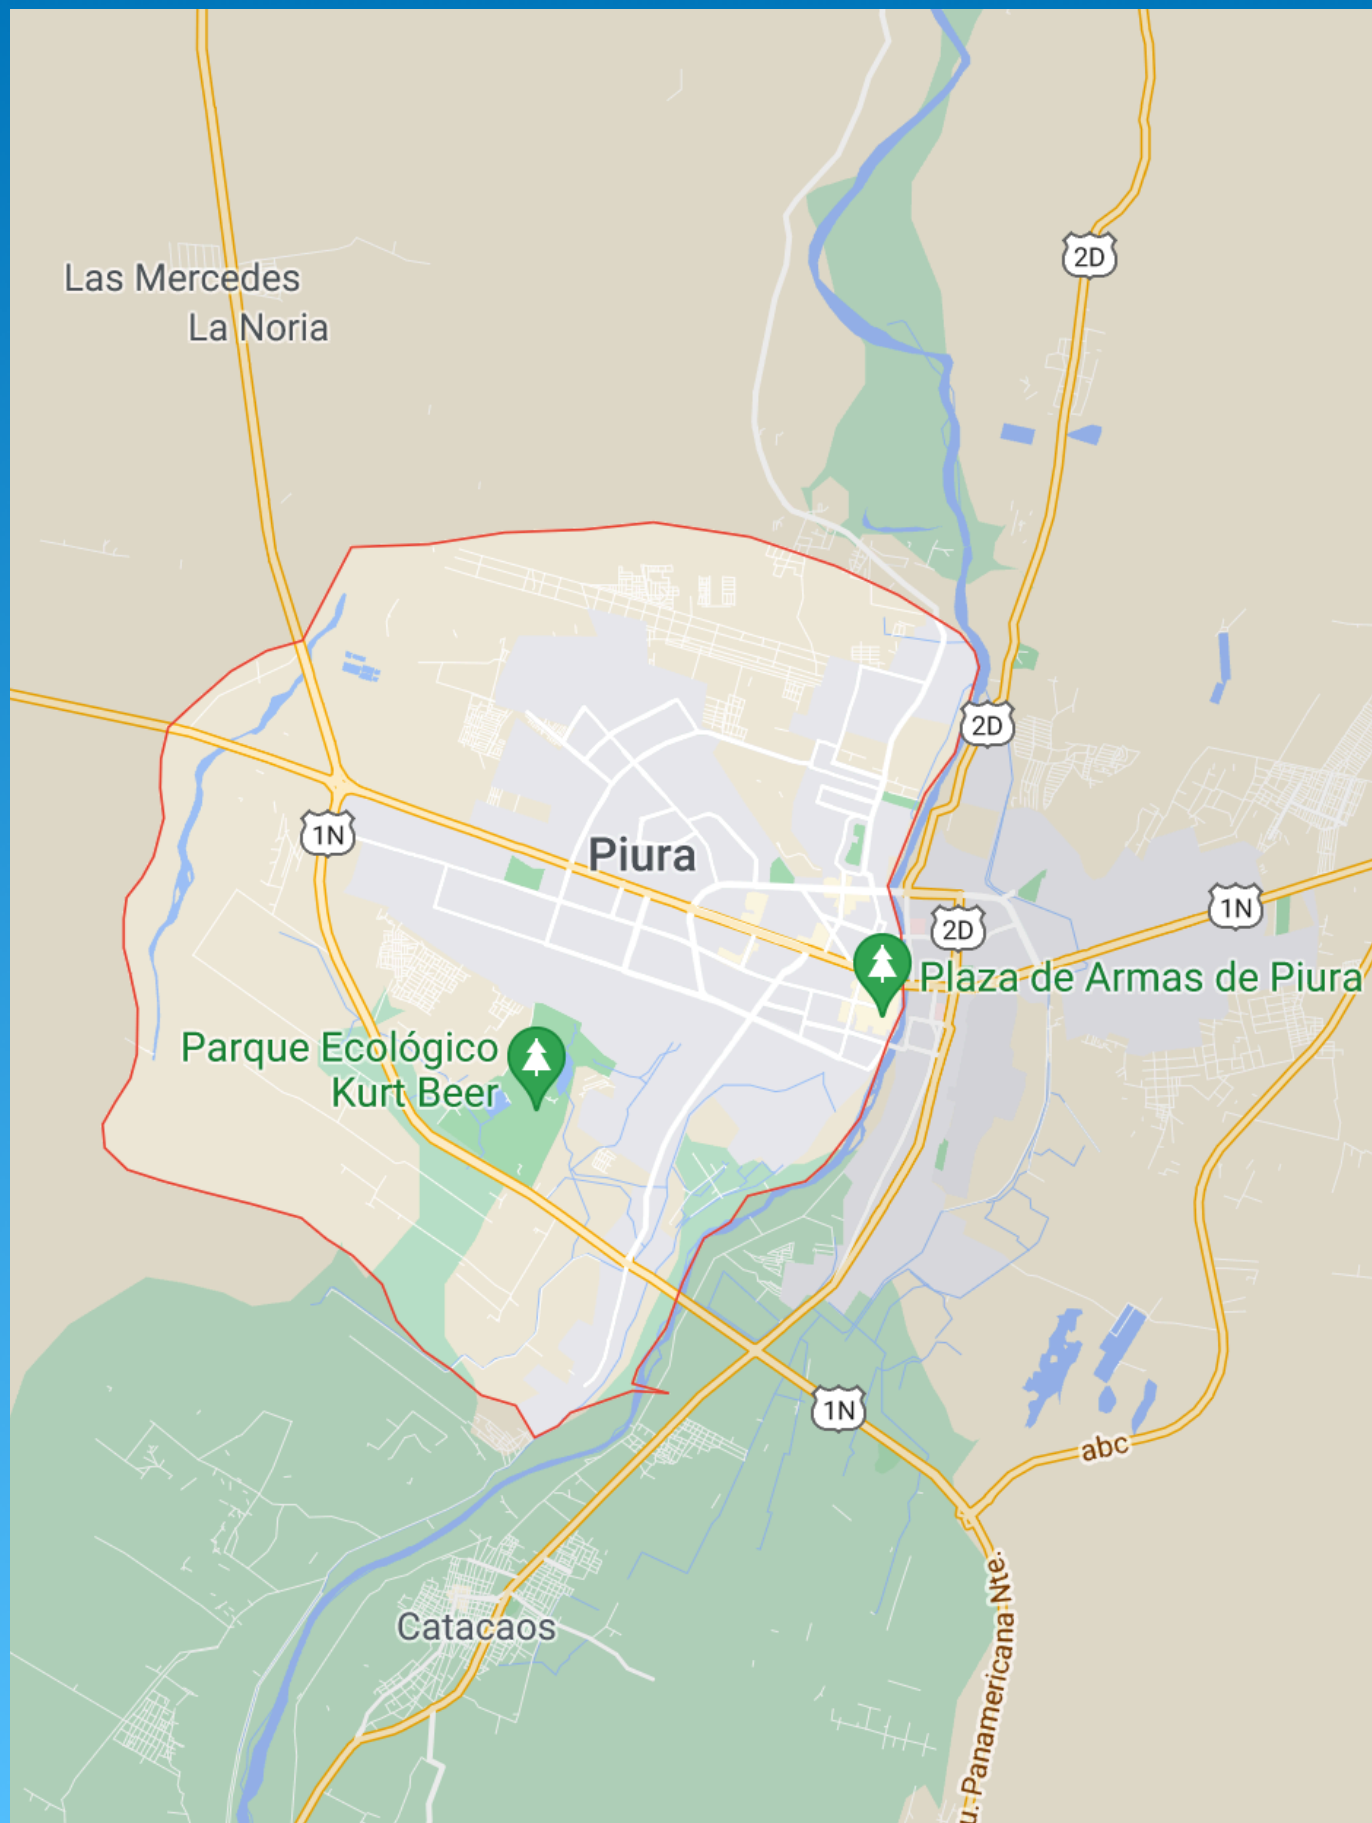 2D
Las Mercedes
La Noria
2D
1N
Piura
1N
2D
Plaza de Armas de Piura
Parque Ecológico
Kurt Beer
1N
abc
Catacaos
u. Panamericana Nte.